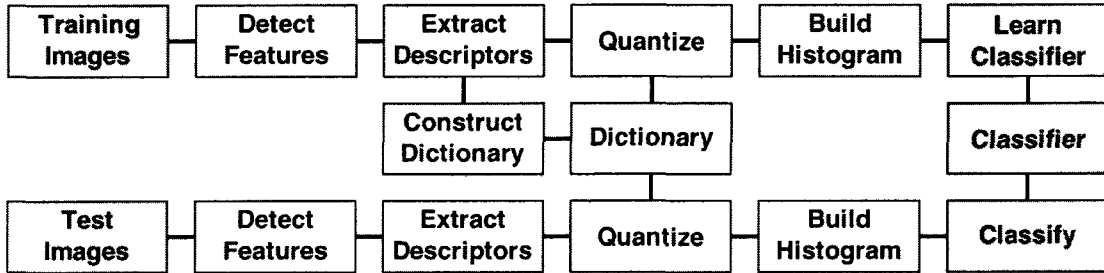 Training
Images
Detect
Features
Extract
Descriptors
Quantize
Build
Histogram
Learn
Classifier
Construct
Dictionary
Dictionary
Classifier
Test
Images
Detect
Features
Extract
Descriptors
Quantize
Build
Histogram
Classify